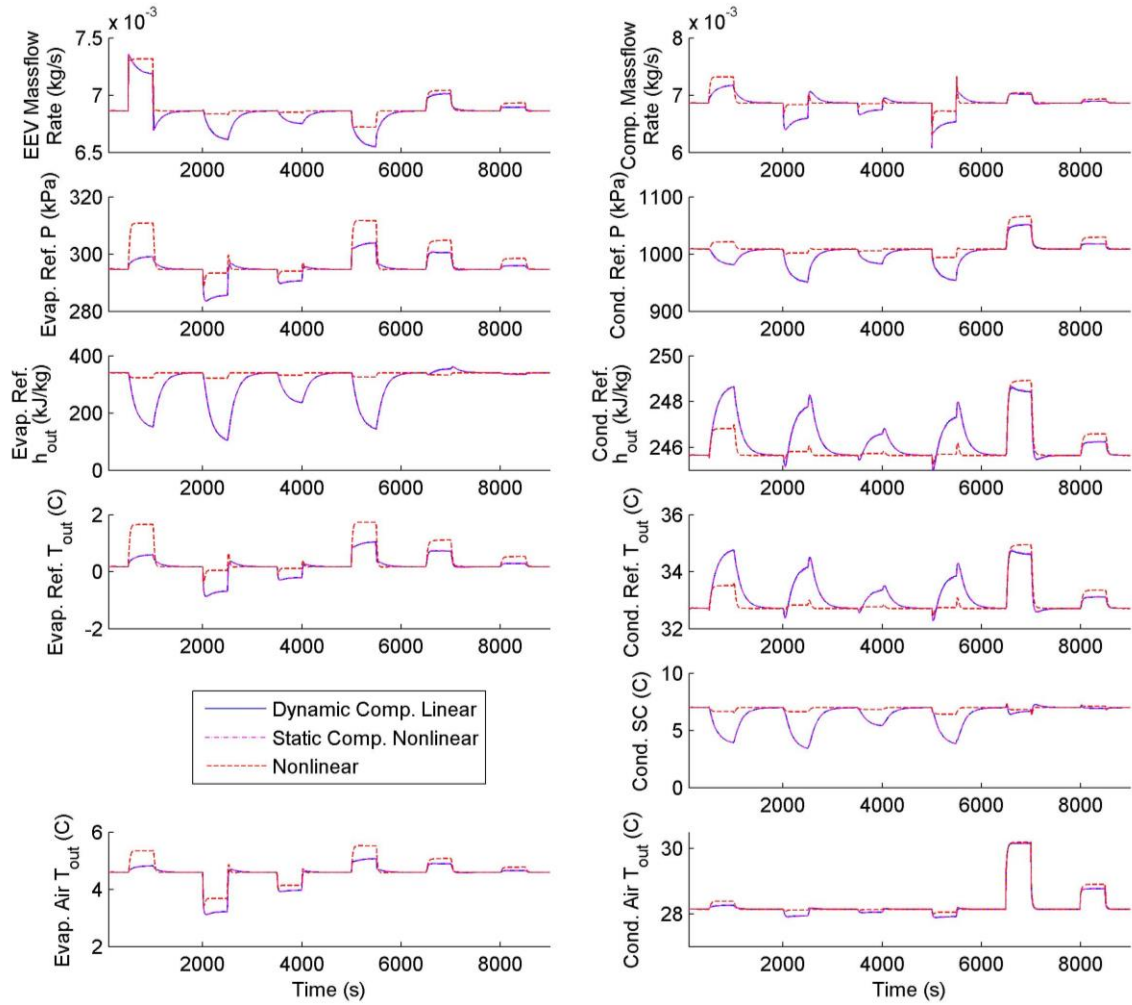 x 10⁻³
7.5
7
6.5
EEV Massflow
Rate (kg/s)
2000 4000 6000 8000
x 10⁻³
8
7
6
Comp. Massflow
Rate (kg/s)
2000 4000 6000 8000
320
300
280
Evap. Ref. P (kPa)
2000 4000 6000 8000
1100
1000
900
Cond. Ref. P (kPa)
2000 4000 6000 8000
400
200
0
Evap. Ref.
h_out (kJ/kg)
2000 4000 6000 8000
250
248
246
Cond. Ref.
h_out (kJ/kg)
2000 4000 6000 8000
2
0
-2
Evap. Ref. T_out (C)
2000 4000 6000 8000
36
34
32
Cond. Ref. T_out (C)
2000 4000 6000 8000
Dynamic Comp. Linear
Static Comp. Nonlinear
Nonlinear
10
5
0
Cond. SC (C)
2000 4000 6000 8000
6
4
2
Evap. Air T_out (C)
2000 4000 6000 8000
Time (s)
30
28
Cond. Air T_out (C)
2000 4000 6000 8000
Time (s)